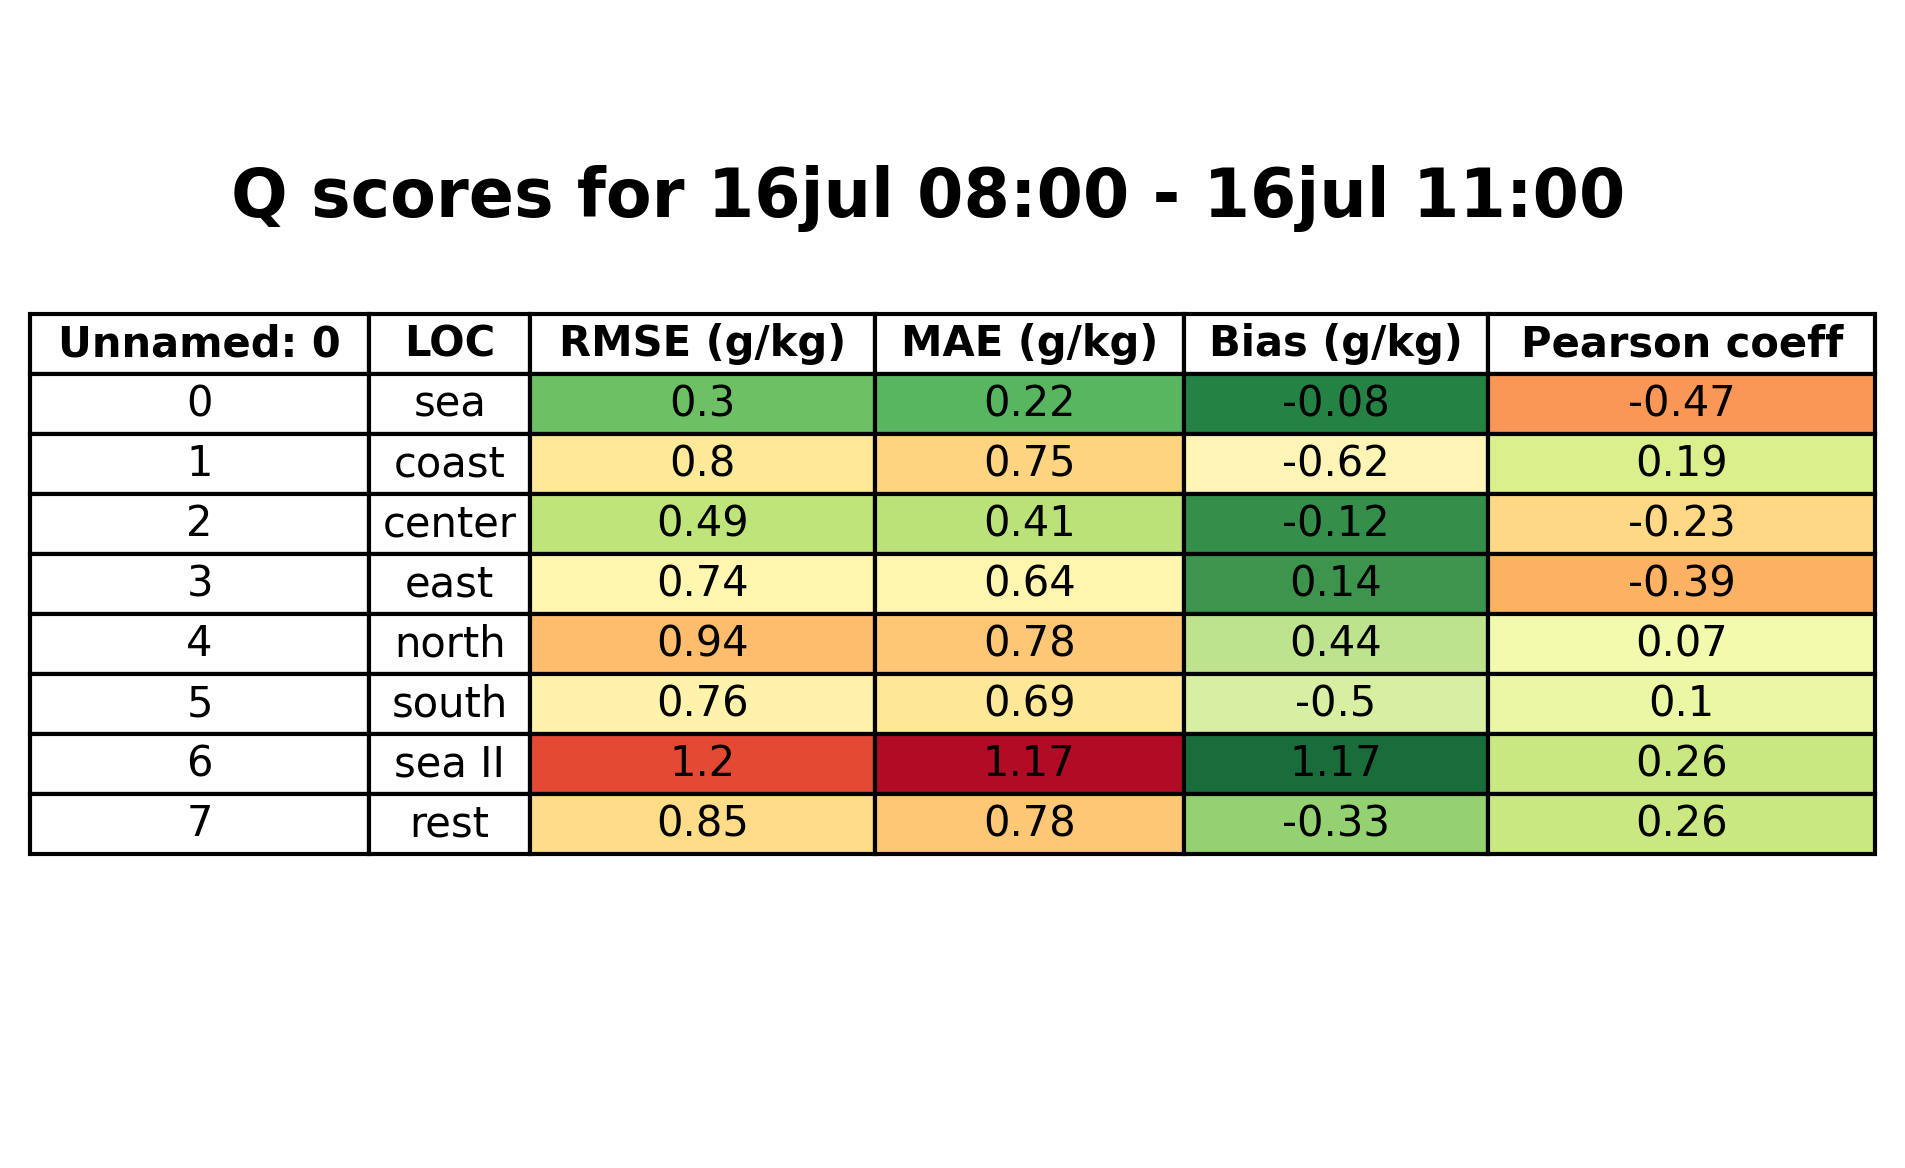 Q scores for 16jul 08:00 - 16jul 11:00
Unnamed: 0 LOC RMSE (g/kg) MAE (g/kg) Bias (g/kg) Pearson coeff
0 sea 0.3 0.22 -0.08 -0.47
1 coast 0.8 0.75 -0.62 0.19
2 center 0.49 0.41 -0.12 -0.23
3 east 0.74 0.64 0.14 -0.39
4 north 0.94 0.78 0.44 0.07
5 south 0.76 0.69 -0.5 0.1
6 sea II 1.2 1.17 1.17 0.26
7 rest 0.85 0.78 -0.33 0.26